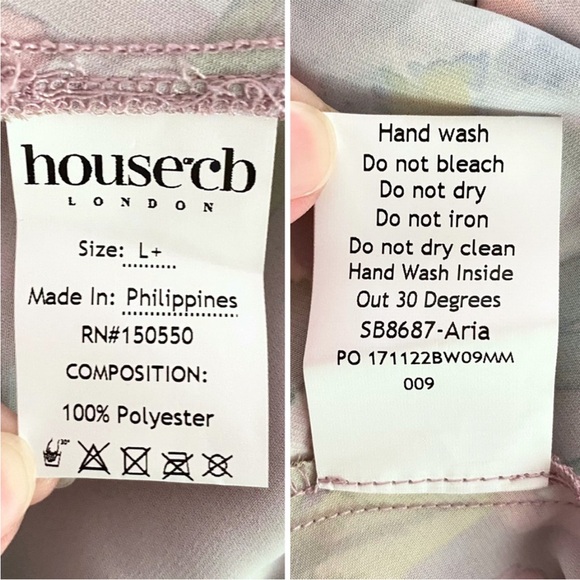 house of cb
LONDON
Size: L+
Made In: Philippines
RN#150550
COMPOSITION:
100% Polyester
30°
Hand wash
Do not bleach
Do not dry
Do not iron
Do not dry clean
Hand Wash Inside
Out 30 Degrees
SB8687-Aria
PO 171122BW09MM
009